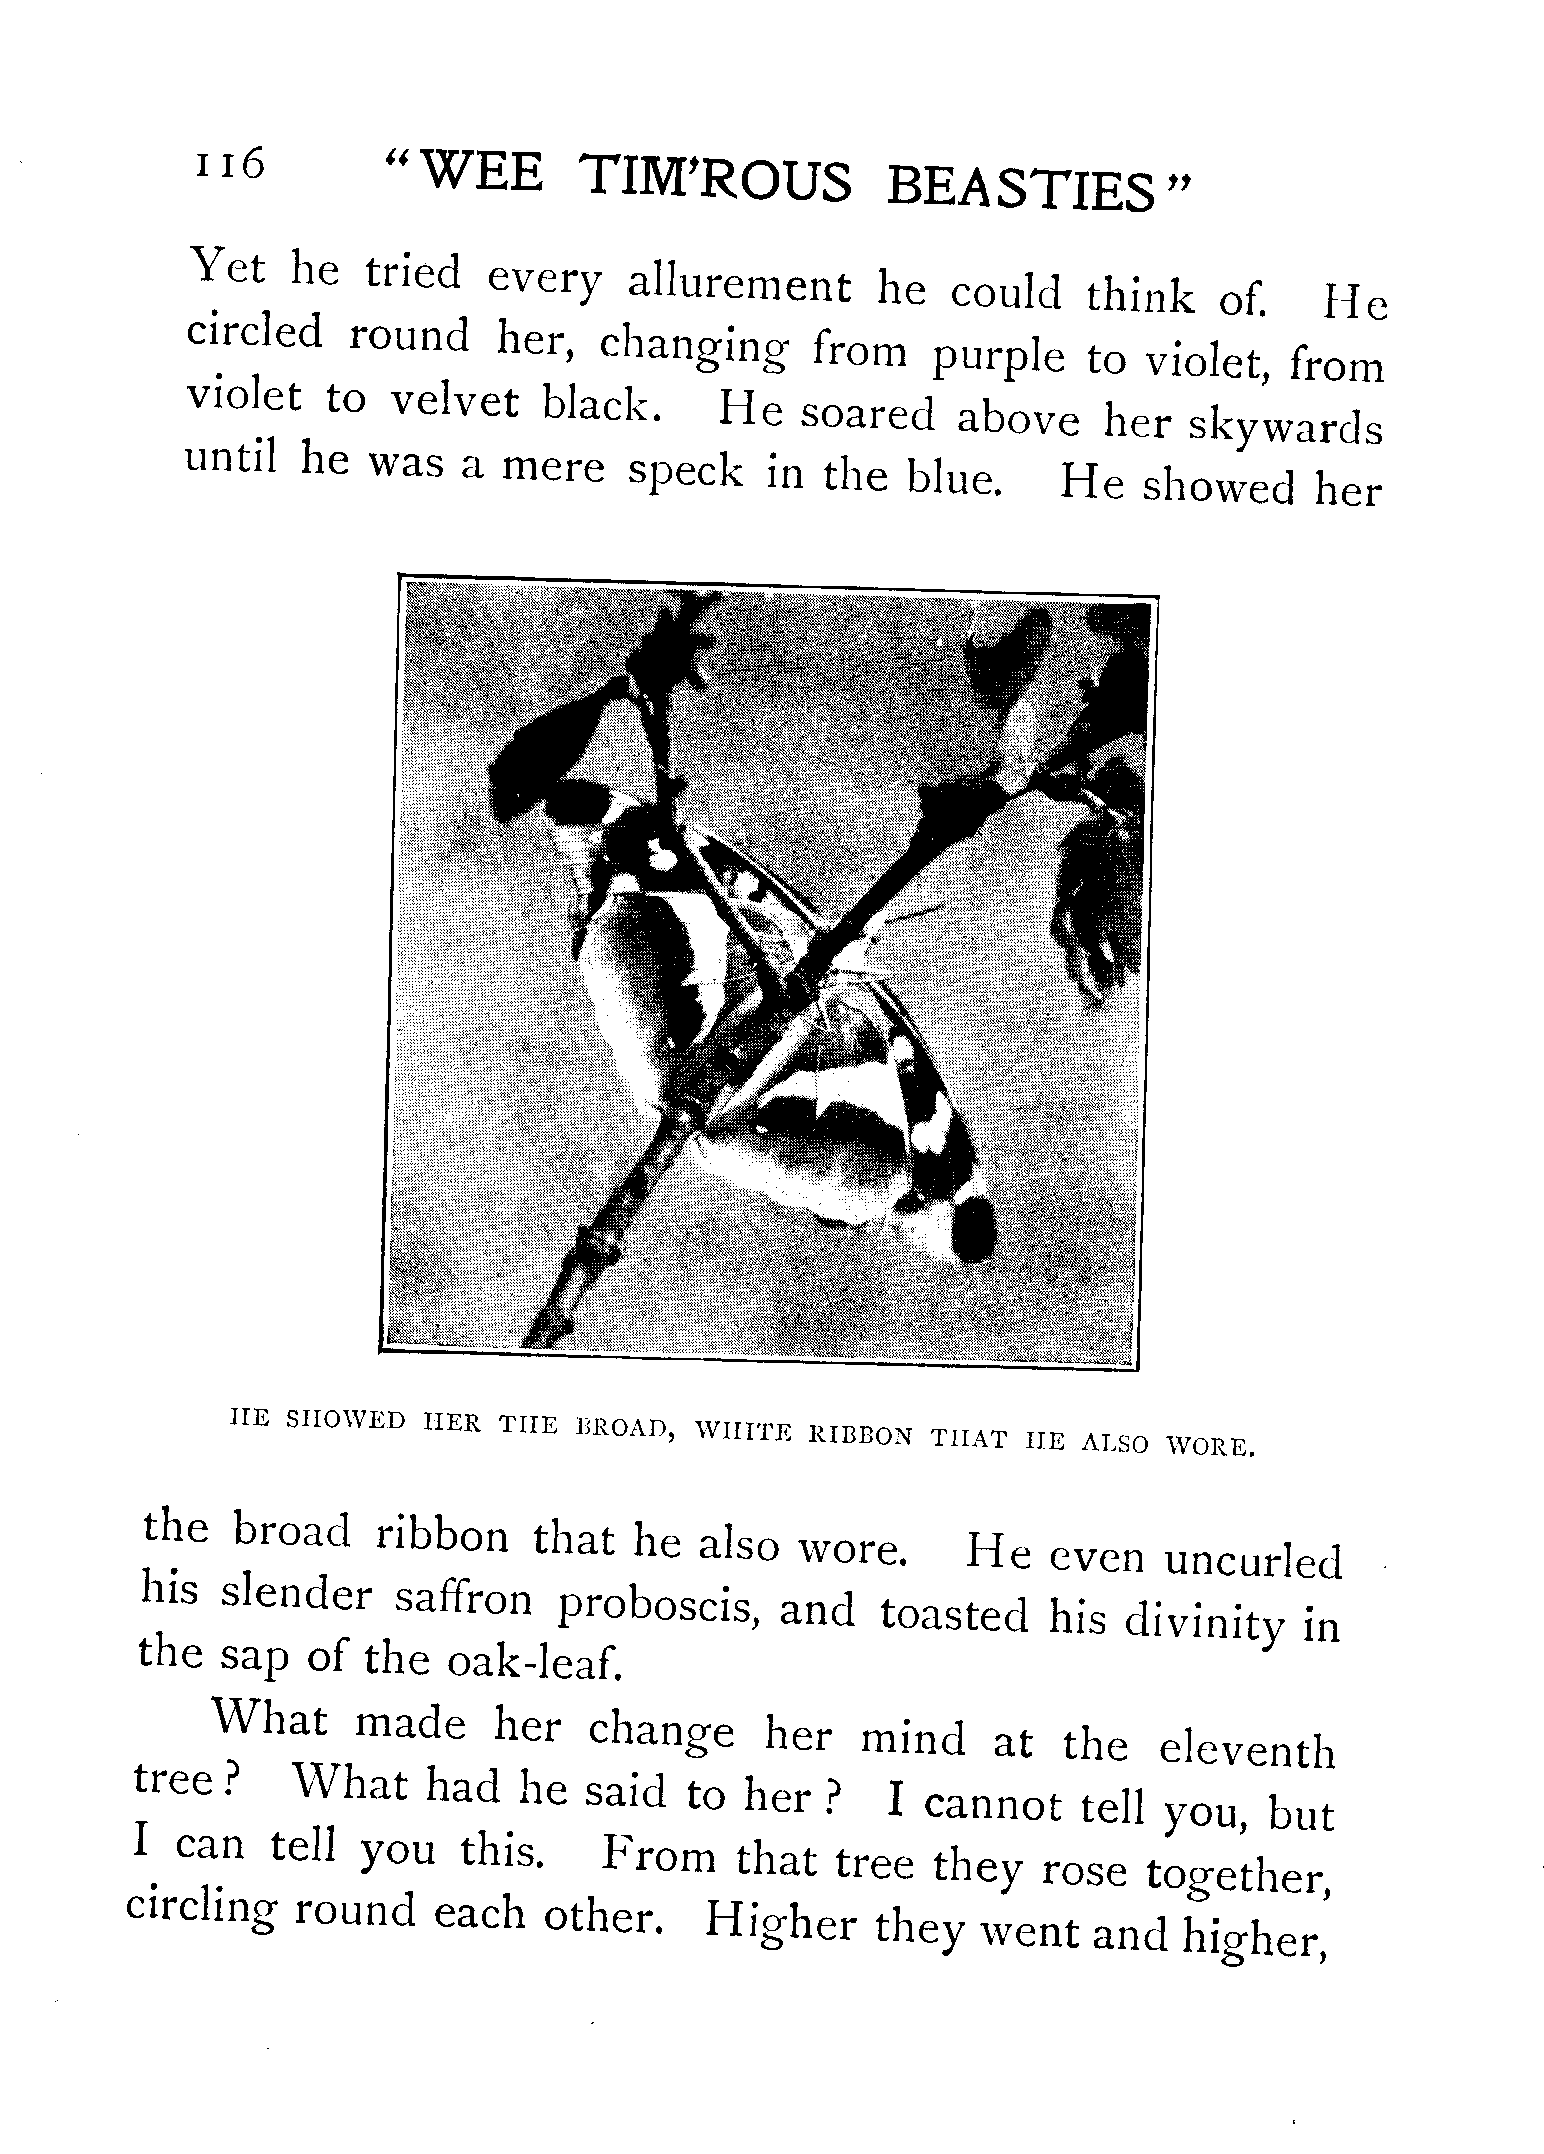 116 "WEE TIM'ROUS BEASTIES"
Yet he tried every allurement he could think of. He
circled round her, changing from purple to violet, from
violet to velvet black. He soared above her skywards
until he was a mere speck in the blue. He showed her
HE SHOWED HER THE BROAD, WHITE RIBBON THAT HE ALSO WORE.
the broad ribbon that he also wore. He even uncurled
his slender saffron proboscis, and toasted his divinity in
the sap of the oak-leaf.
What made her change her mind at the eleventh
tree? What had he said to her? I cannot tell you, but
I can tell you this. From that tree they rose together,
circling round each other. Higher they went and higher,